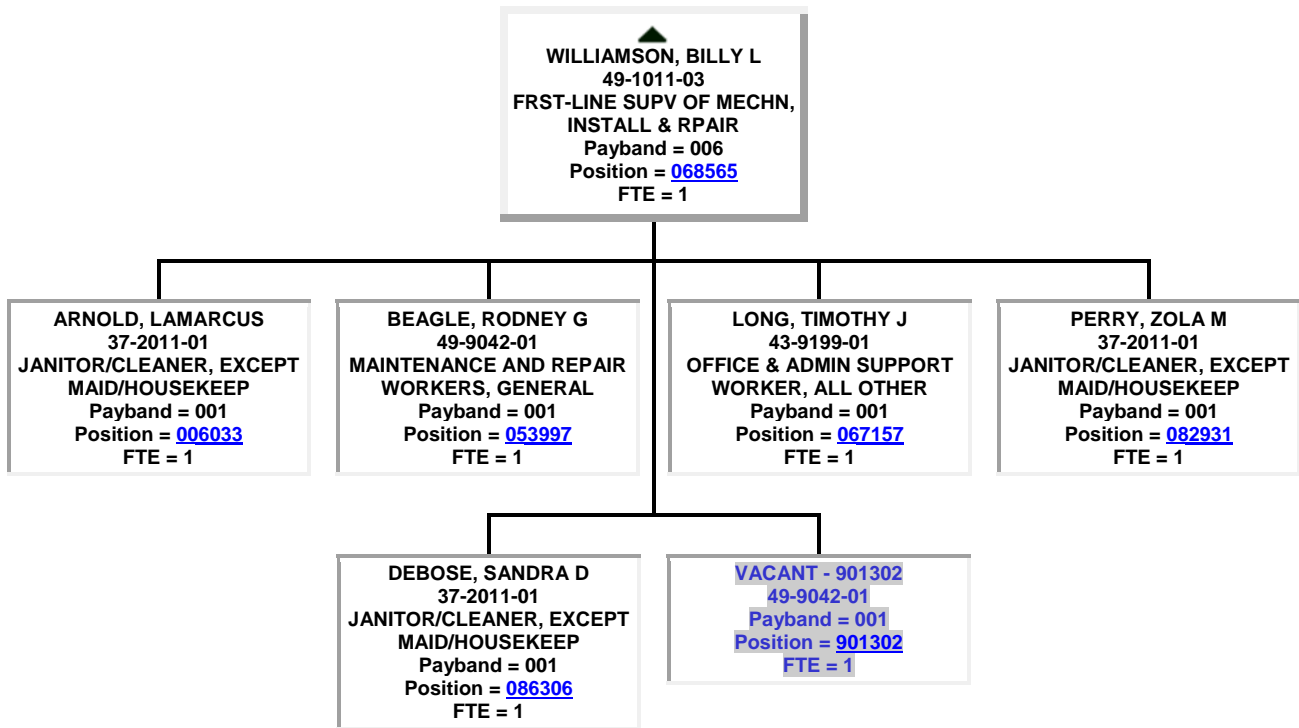 WILLIAMSON, BILLY L
49-1011-03
FRST-LINE SUPV OF MECHN,
INSTALL & RPAIR
Payband = 006
Position = 068565
FTE = 1
ARNOLD, LAMARCUS
37-2011-01
JANITOR/CLEANER, EXCEPT
MAID/HOUSEKEEP
Payband = 001
Position = 006033
FTE = 1
BEAGLE, RODNEY G
49-9042-01
MAINTENANCE AND REPAIR
WORKERS, GENERAL
Payband = 001
Position = 053997
FTE = 1
LONG, TIMOTHY J
43-9199-01
OFFICE & ADMIN SUPPORT
WORKER, ALL OTHER
Payband = 001
Position = 067157
FTE = 1
PERRY, ZOLA M
37-2011-01
JANITOR/CLEANER, EXCEPT
MAID/HOUSEKEEP
Payband = 001
Position = 082931
FTE = 1
DEBOSE, SANDRA D
37-2011-01
JANITOR/CLEANER, EXCEPT
MAID/HOUSEKEEP
Payband = 001
Position = 086306
FTE = 1
VACANT - 901302
49-9042-01
Payband = 001
Position = 901302
FTE = 1